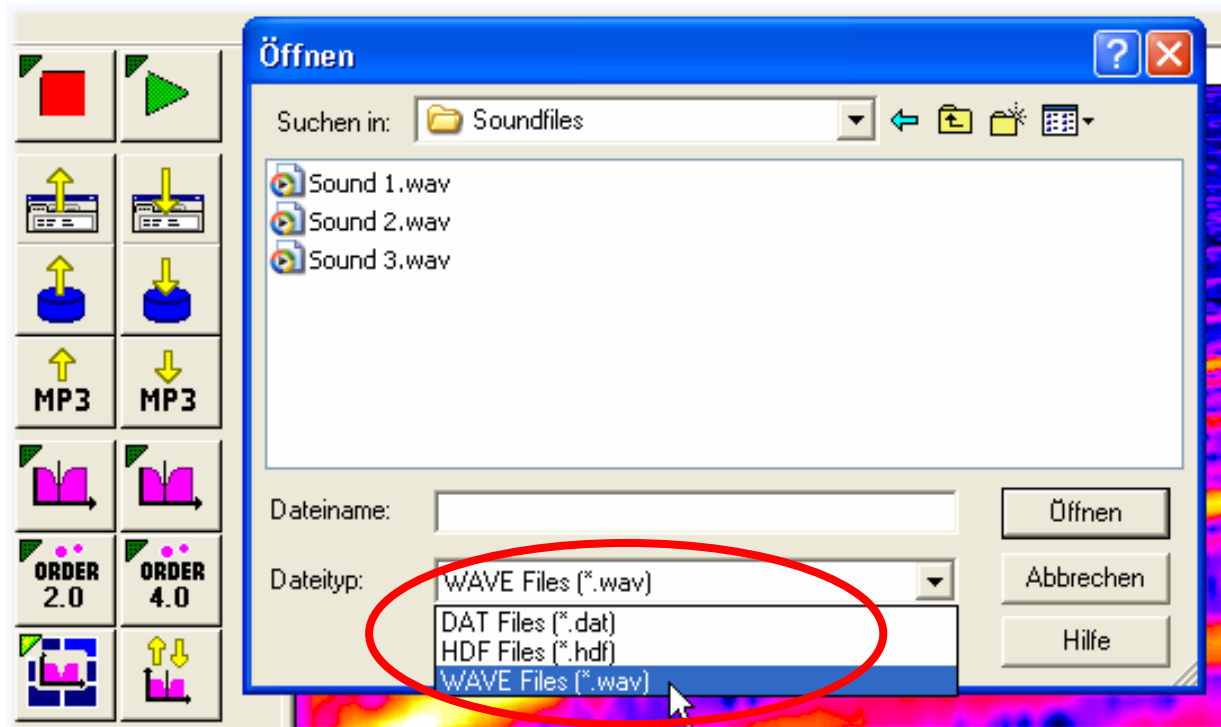 Öffnen
Suchen in: Soundfiles
Sound 1.wav
Sound 2.wav
Sound 3.wav
MP3 MP3
Dateiname: Öffnen
ORDER 2.0
ORDER 4.0
Dateityp: WAVE Files (*.wav) Abbrechen
DAT Files (*.dat)
HDF Files (*.hdf) Hilfe
WAVE Files (*.wav)